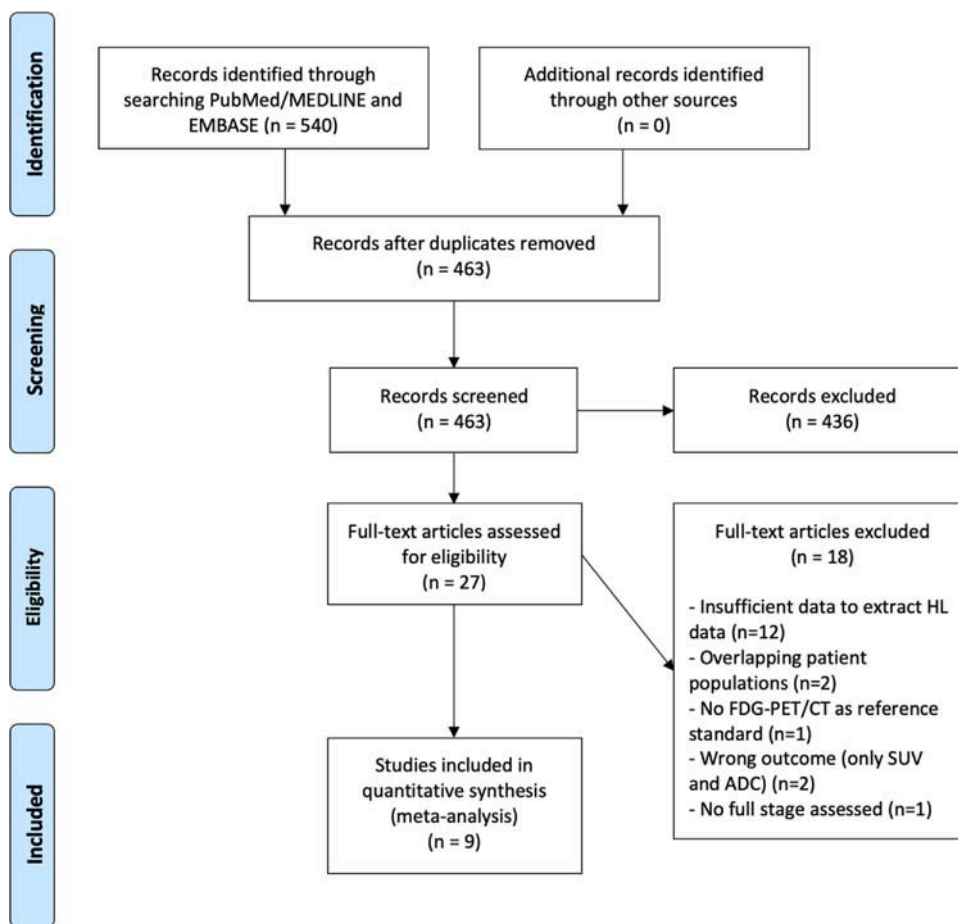 Identification
Records identified through
searching PubMed/MEDLINE and
EMBASE (n = 540)
Additional records identified
through other sources
(n = 0)
Records after duplicates removed
(n = 463)
Screening
Records screened
(n = 463)
Records excluded
(n = 436)
Eligibility
Full-text articles assessed
for eligibility
(n = 27)
Full-text articles excluded
(n = 18)
- Insufficient data to extract HL
data (n=12)
- Overlapping patient
populations (n=2)
- No FDG-PET/CT as reference
standard (n=1)
- Wrong outcome (only SUV
and ADC) (n=2)
- No full stage assessed (n=1)
Included
Studies included in
quantitative synthesis
(meta-analysis)
(n = 9)